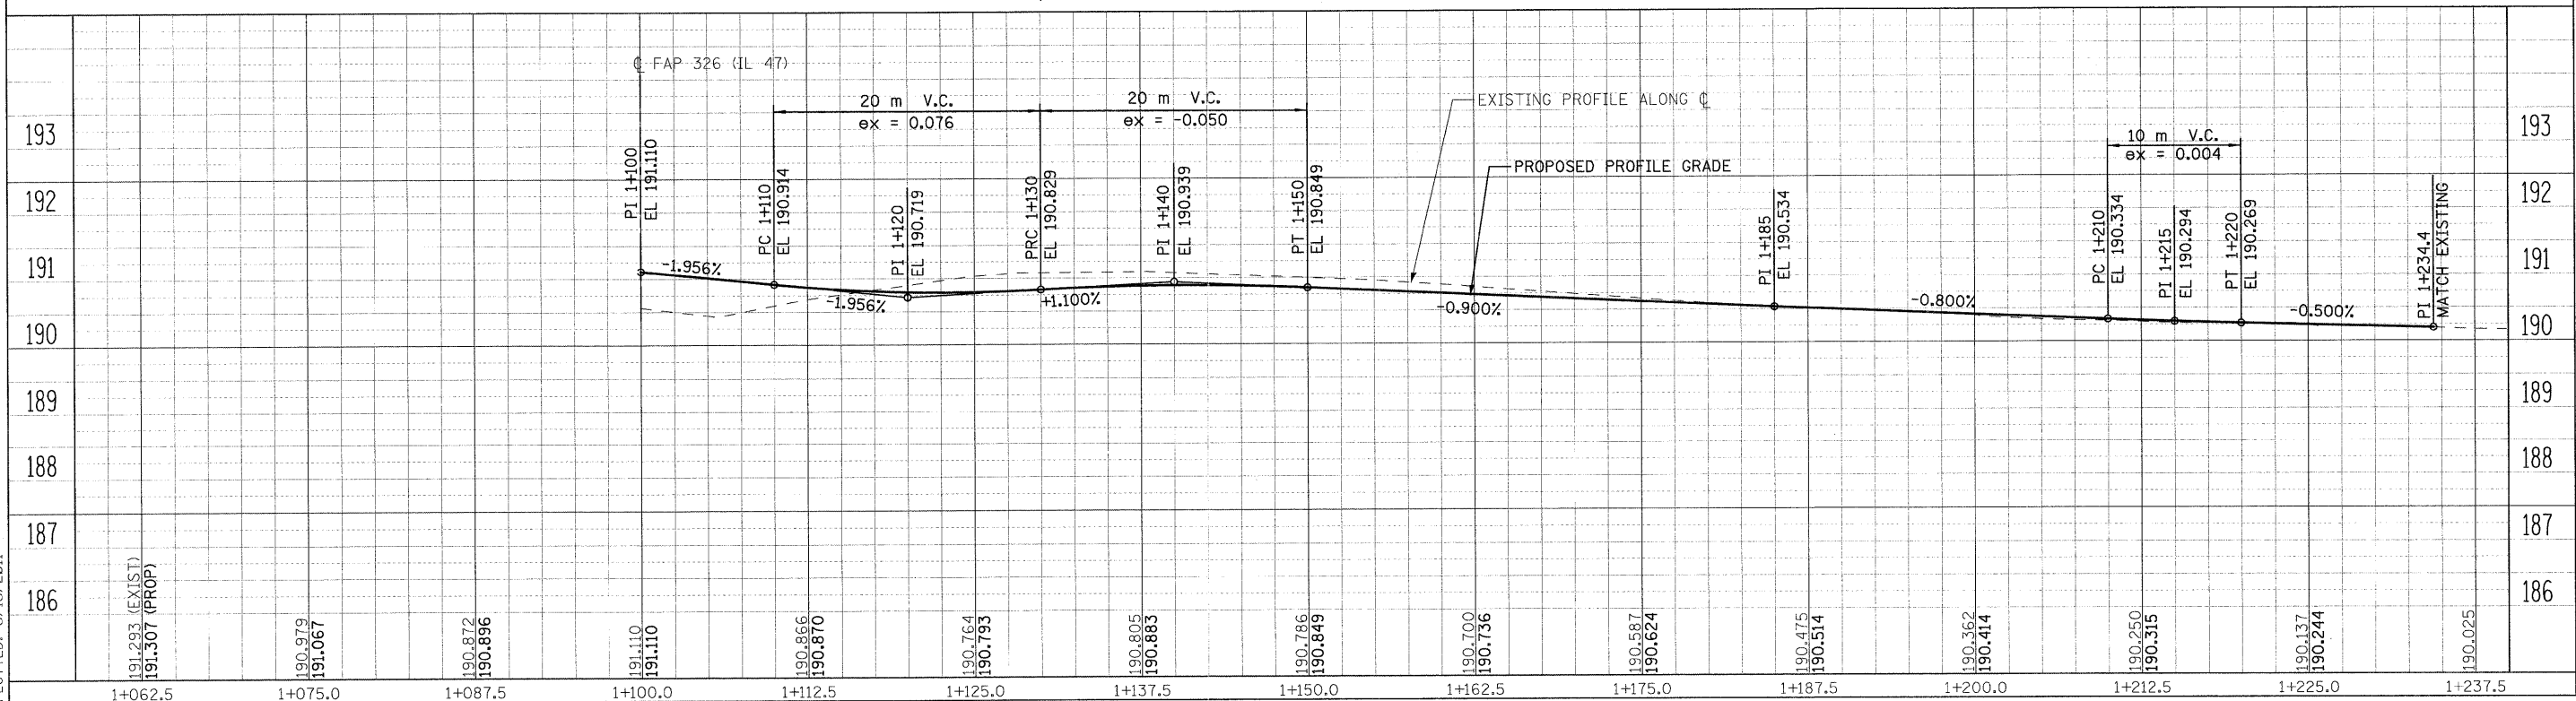 ℄ FAP 326 (IL 47)
20 m V.C.
ex = 0.076
20 m V.C.
ex = -0.050
EXISTING PROFILE ALONG ℄
PROPOSED PROFILE GRADE
10 m V.C.
ex = 0.004
193
192
191
190
189
188
187
186
193
192
191
190
189
188
187
186
PI 1+100
EL 191.110
PC 1+110
EL 190.914
PI 1+120
EL 190.719
PRC 1+130
EL 190.829
PI 1+140
EL 190.939
PT 1+150
EL 190.849
PI 1+185
EL 190.534
PC 1+210
EL 190.334
PI 1+215
EL 190.294
PT 1+220
EL 190.269
PI 1+234.4
MATCH EXISTING
-1.956%
-1.956%
+1.100%
-0.900%
-0.800%
-0.500%
191.293 (EXIST)
191.307 (PROP)
190.979
191.067
190.872
190.896
191.110
191.110
190.866
190.870
190.764
190.793
190.805
190.883
190.786
190.849
190.700
190.736
190.587
190.624
190.475
190.514
190.362
190.414
190.250
190.315
190.137
190.244
190.025
1+062.5
1+075.0
1+087.5
1+100.0
1+112.5
1+125.0
1+137.5
1+150.0
1+162.5
1+175.0
1+187.5
1+200.0
1+212.5
1+225.0
1+237.5